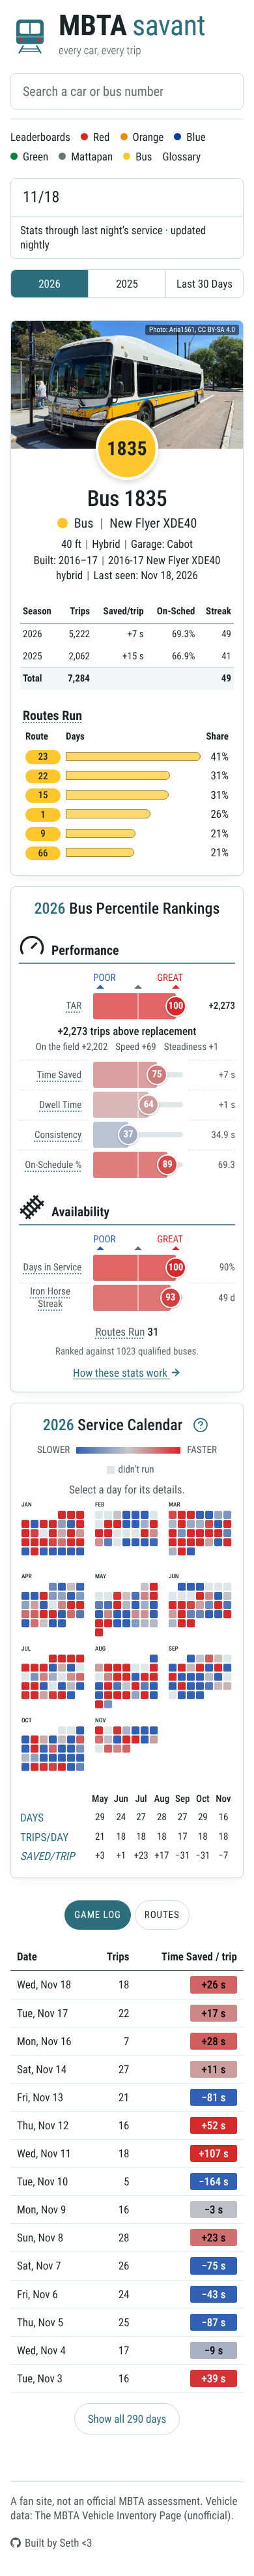 MBTA savant
every car, every trip
Search a car or bus number
Leaderboards Red Orange Blue
Green Mattapan Bus Glossary
11/18
Stats through last night's service · updated
nightly
2026 2025 Last 30 Days
Photo: Aria1561, CC BY-SA 4.0
1835
Bus 1835
Bus | New Flyer XDE40
40 ft | Hybrid | Garage: Cabot
Built: 2016–17 | 2016-17 New Flyer XDE40
hybrid | Last seen: Nov 18, 2026
Season Trips Saved/trip On-Sched Streak
2026 5,222 +7 s 69.3% 49
2025 2,062 +15 s 66.9% 41
Total 7,284 49
Routes Run
Route Days Share
23 41%
22 31%
15 31%
1 26%
9 21%
66 21%
2026 Bus Percentile Rankings
Performance
POOR GREAT
TAR 100 +2,273
+2,273 trips above replacement
On the field +2,202 Speed +69 Steadiness +1
Time Saved 75 +7 s
Dwell Time 64 +1 s
Consistency 37 34.9 s
On-Schedule % 89 69.3
Availability
POOR GREAT
Days in Service 100 90%
Iron Horse
Streak 93 49 d
Routes Run 31
Ranked against 1023 qualified buses.
How these stats work →
2026 Service Calendar ?
SLOWER FASTER
didn't run
Select a day for its details.
JAN FEB MAR
APR MAY JUN
JUL AUG SEP
OCT NOV
May Jun Jul Aug Sep Oct Nov
DAYS 29 24 27 28 27 29 16
TRIPS/DAY 21 18 18 18 17 18 18
SAVED/TRIP +3 +1 +23 +17 −31 −31 −7
GAME LOG ROUTES
Date Trips Time Saved / trip
Wed, Nov 18 18 +26 s
Tue, Nov 17 22 +17 s
Mon, Nov 16 7 +28 s
Sat, Nov 14 27 +11 s
Fri, Nov 13 21 −81 s
Thu, Nov 12 16 +52 s
Wed, Nov 11 18 +107 s
Tue, Nov 10 5 −164 s
Mon, Nov 9 16 −3 s
Sun, Nov 8 28 +23 s
Sat, Nov 7 26 −75 s
Fri, Nov 6 24 −43 s
Thu, Nov 5 25 −87 s
Wed, Nov 4 17 −9 s
Tue, Nov 3 16 +39 s
Show all 290 days
A fan site, not an official MBTA assessment. Vehicle
data: The MBTA Vehicle Inventory Page (unofficial).
Built by Seth <3